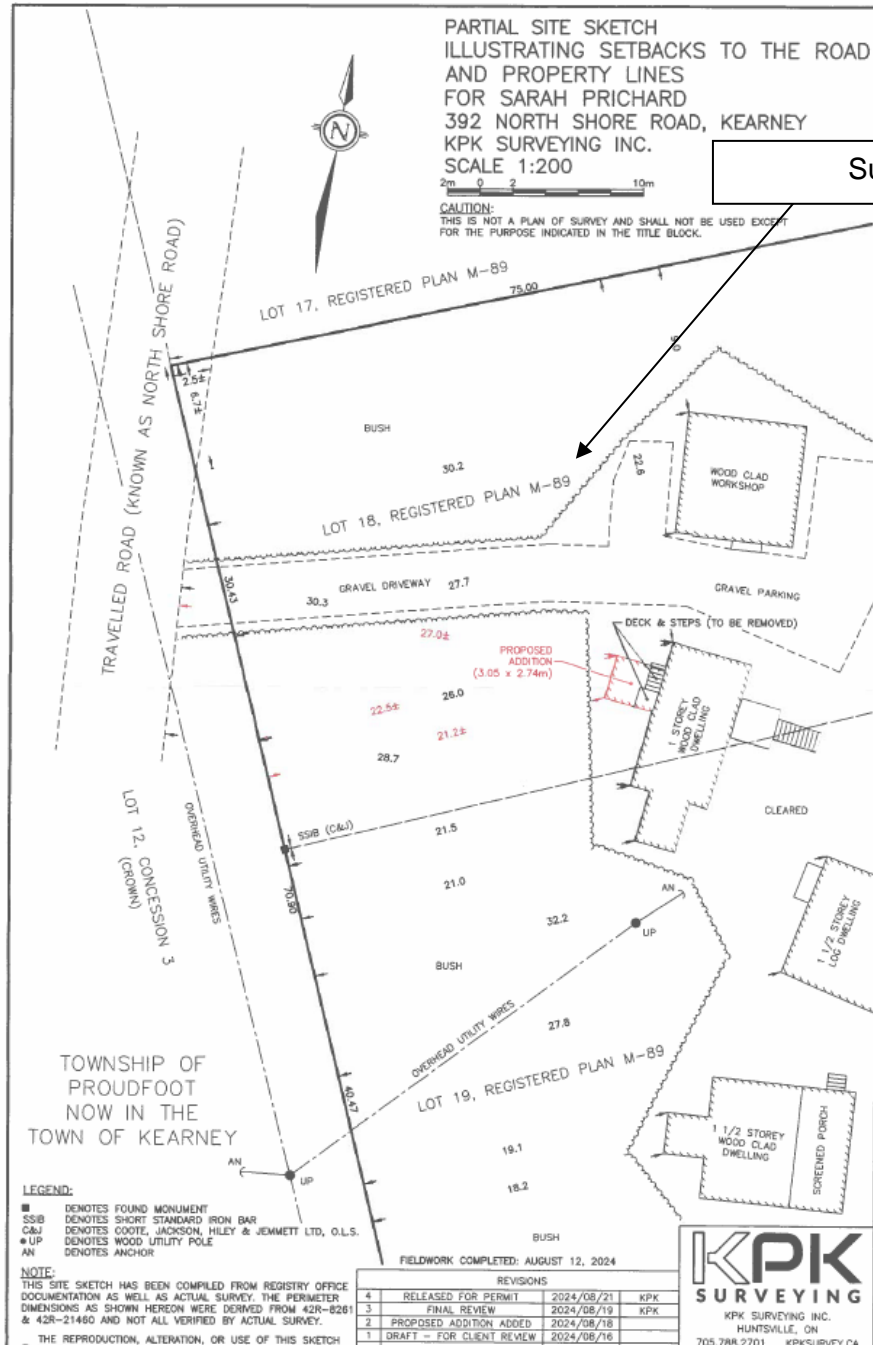 PARTIAL SITE SKETCH
ILLUSTRATING SETBACKS TO THE ROAD
AND PROPERTY LINES
FOR SARAH PRICHARD
392 NORTH SHORE ROAD, KEARNEY
KPK SURVEYING INC.
SCALE 1:200
2m 0 2 10m
CAUTION:
THIS IS NOT A PLAN OF SURVEY AND SHALL NOT BE USED EXCEPT
FOR THE PURPOSE INDICATED IN THE TITLE BLOCK.
Su
N
TRAVELLED ROAD (KNOWN AS NORTH SHORE ROAD)
LOT 17, REGISTERED PLAN M-89
75.00
2.5±
6.7±
9.0
BUSH
30.2
22.6
WOOD CLAD
WORKSHOP
LOT 18, REGISTERED PLAN M-89
30.43
GRAVEL DRIVEWAY
27.7
30.3
GRAVEL PARKING
27.0±
DECK & STEPS (TO BE REMOVED)
PROPOSED
ADDITION
(3.05 x 2.74m)
26.0
22.5±
21.2±
28.7
1 STOREY
WOOD CLAD
DWELLING
CLEARED
LOT 12, CONCESSION 3
(CROWN)
OVERHEAD UTILITY WIRES
SSIB (C&J)
21.5
21.0
70.90
AN
32.2
UP
1 1/2 STOREY
LOG DWELLING
BUSH
OVERHEAD UTILITY WIRES
27.8
LOT 19, REGISTERED PLAN M-89
TOWNSHIP OF
PROUDFOOT
NOW IN THE
TOWN OF KEARNEY
40.47
19.1
18.2
1 1/2 STOREY
WOOD CLAD
DWELLING
SCREENED PORCH
AN
UP
BUSH
LEGEND:
■ DENOTES FOUND MONUMENT
SSIB DENOTES SHORT STANDARD IRON BAR
C&J DENOTES COOTE, JACKSON, HILEY & JEMMETT LTD, O.L.S.
● UP DENOTES WOOD UTILITY POLE
AN DENOTES ANCHOR
NOTE:
THIS SITE SKETCH HAS BEEN COMPILED FROM REGISTRY OFFICE
DOCUMENTATION AS WELL AS ACTUAL SURVEY. THE PERIMETER
DIMENSIONS AS SHOWN HEREON WERE DERIVED FROM 42R-8261
& 42R-21460 AND NOT ALL VERIFIED BY ACTUAL SURVEY.
THE REPRODUCTION, ALTERATION, OR USE OF THIS SKETCH
FIELDWORK COMPLETED: AUGUST 12, 2024
REVISIONS
4 RELEASED FOR PERMIT 2024/08/21 KPK
3 FINAL REVIEW 2024/08/19 KPK
2 PROPOSED ADDITION ADDED 2024/08/18
1 DRAFT - FOR CLIENT REVIEW 2024/08/16
KPK
SURVEYING
KPK SURVEYING INC.
HUNTSVILLE, ON
705.788.2701 KPKSURVEY.CA